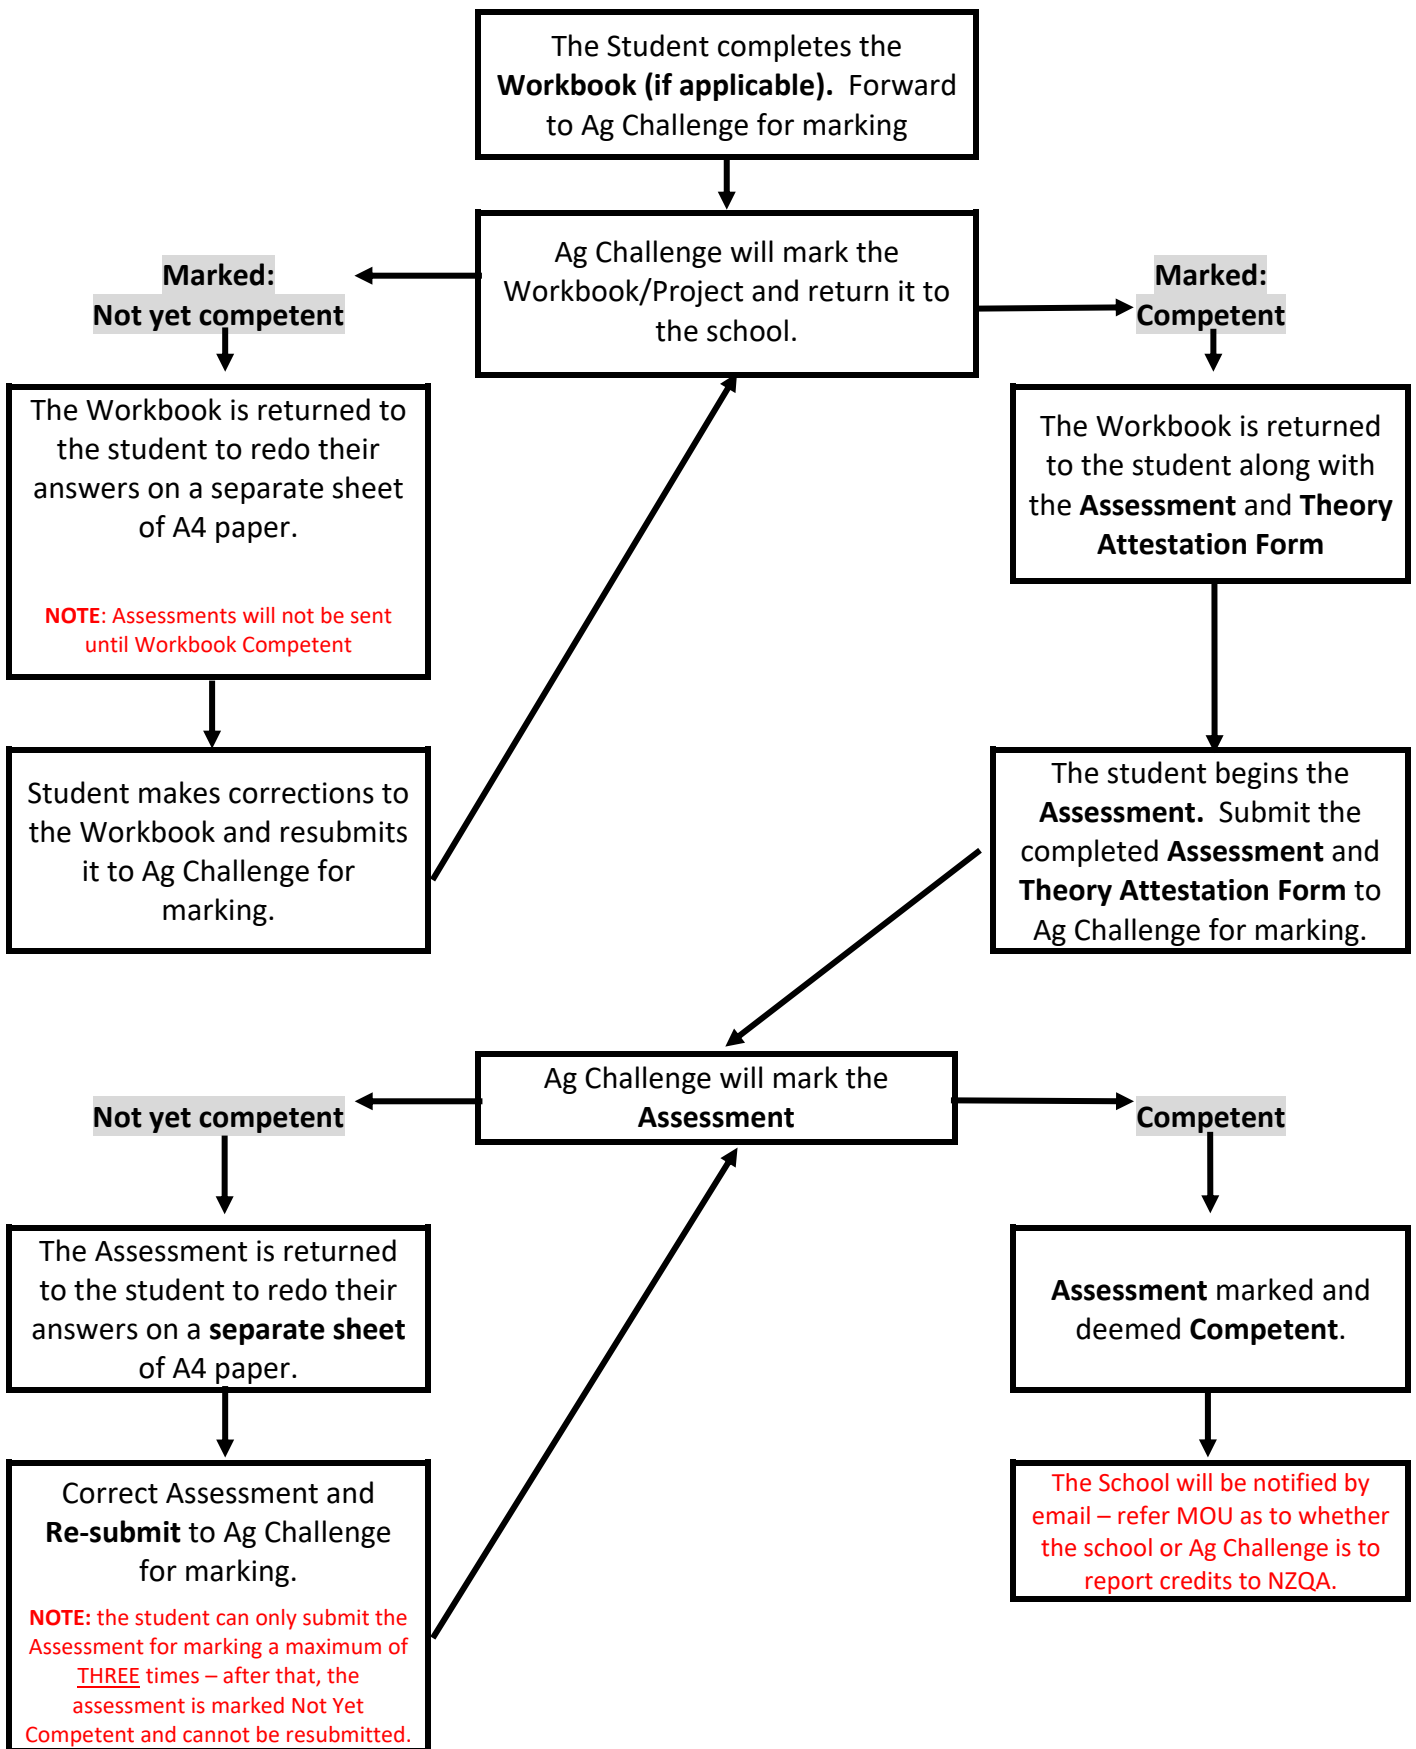 The Student completes the
Workbook (if applicable).  Forward
to Ag Challenge for marking
Ag Challenge will mark the
Workbook/Project and return it to
the school.
Marked:
Not yet competent
Marked:
Competent
The Workbook is returned to
the student to redo their
answers on a separate sheet
of A4 paper.
NOTE: Assessments will not be sent
until Workbook Competent
The Workbook is returned
to the student along with
the Assessment and Theory
Attestation Form
Student makes corrections to
the Workbook and resubmits
it to Ag Challenge for
marking.
The student begins the
Assessment.  Submit the
completed Assessment and
Theory Attestation Form to
Ag Challenge for marking.
Ag Challenge will mark the
Assessment
Not yet competent
Competent
The Assessment is returned
to the student to redo their
answers on a separate sheet
of A4 paper.
Assessment marked and
deemed Competent.
Correct Assessment and
Re-submit to Ag Challenge
for marking.
NOTE: the student can only submit the
Assessment for marking a maximum of
THREE times – after that, the
assessment is marked Not Yet
Competent and cannot be resubmitted.
The School will be notified by
email – refer MOU as to whether
the school or Ag Challenge is to
report credits to NZQA.